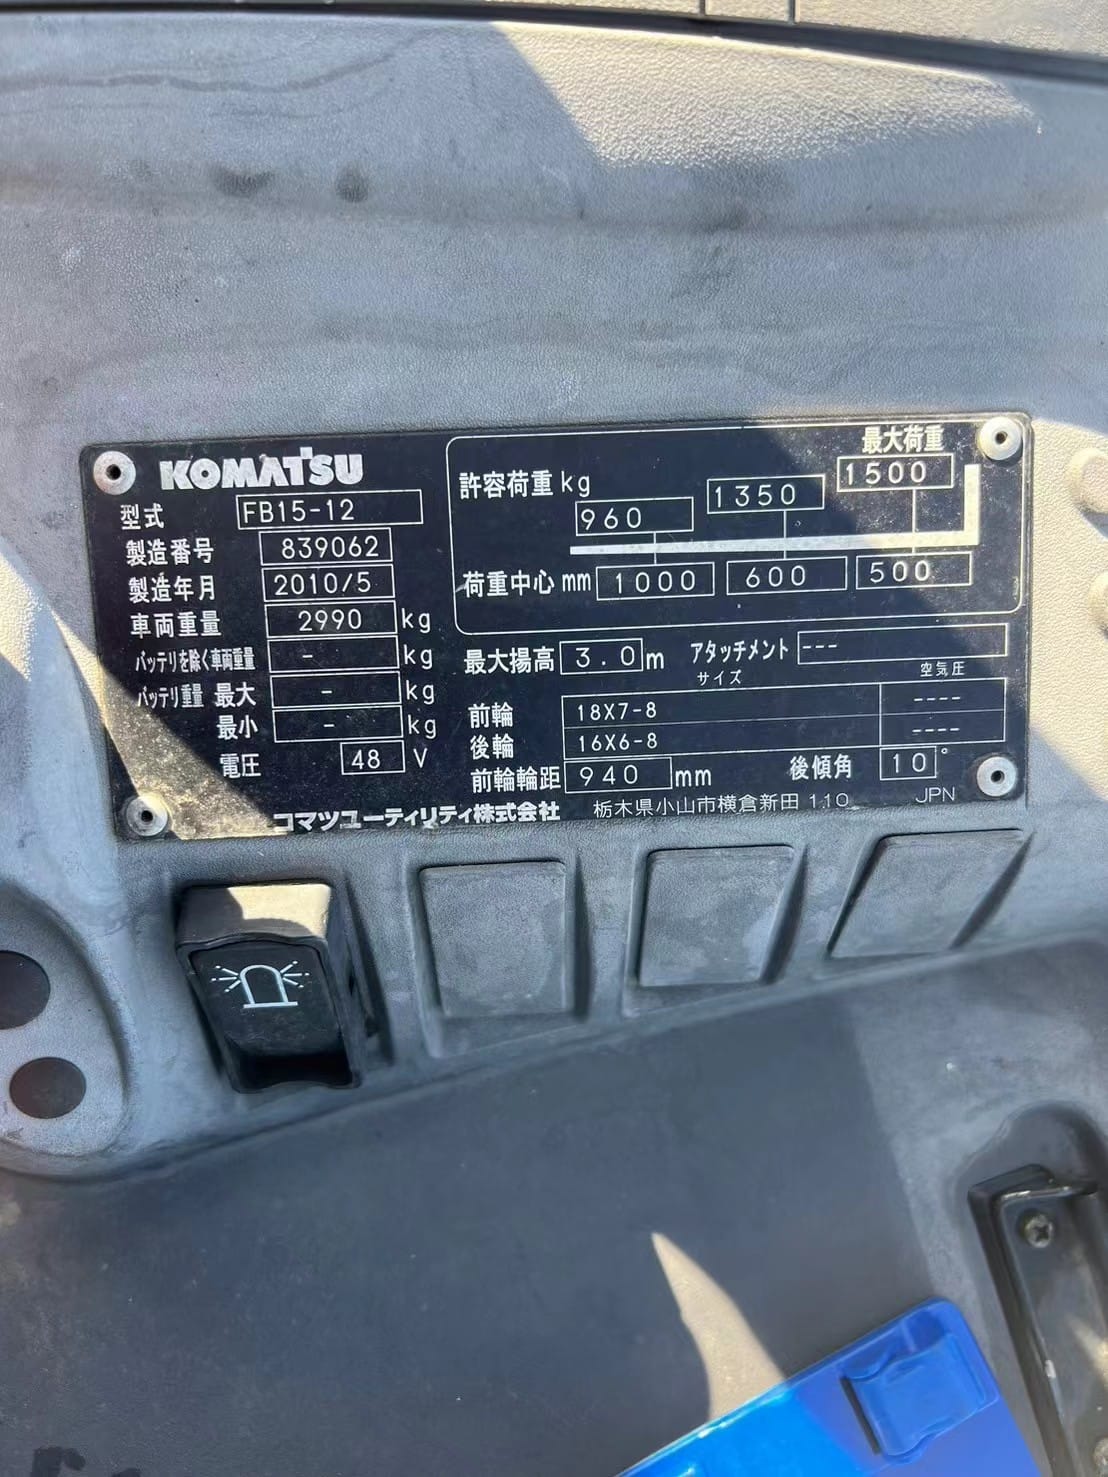 KOMATSU
型式 FB15-12
製造番号 839062
製造年月 2010/5
車両重量 2990 kg
バッテリを除く車両重量 - kg
バッテリ重量 最大 - kg
最小 - kg
電圧 48 V
最大荷重
許容荷重 kg 960 1350 1500
荷重中心 mm 1000 600 500
最大揚高 3.0 m アタッチメント ---
サイズ 空気圧
前輪 18X7-8 ----
後輪 16X6-8 ----
前輪輪距 940 mm 後傾角 10°
コマツユーティリティ株式会社 栃木県小山市横倉新田 110 JPN